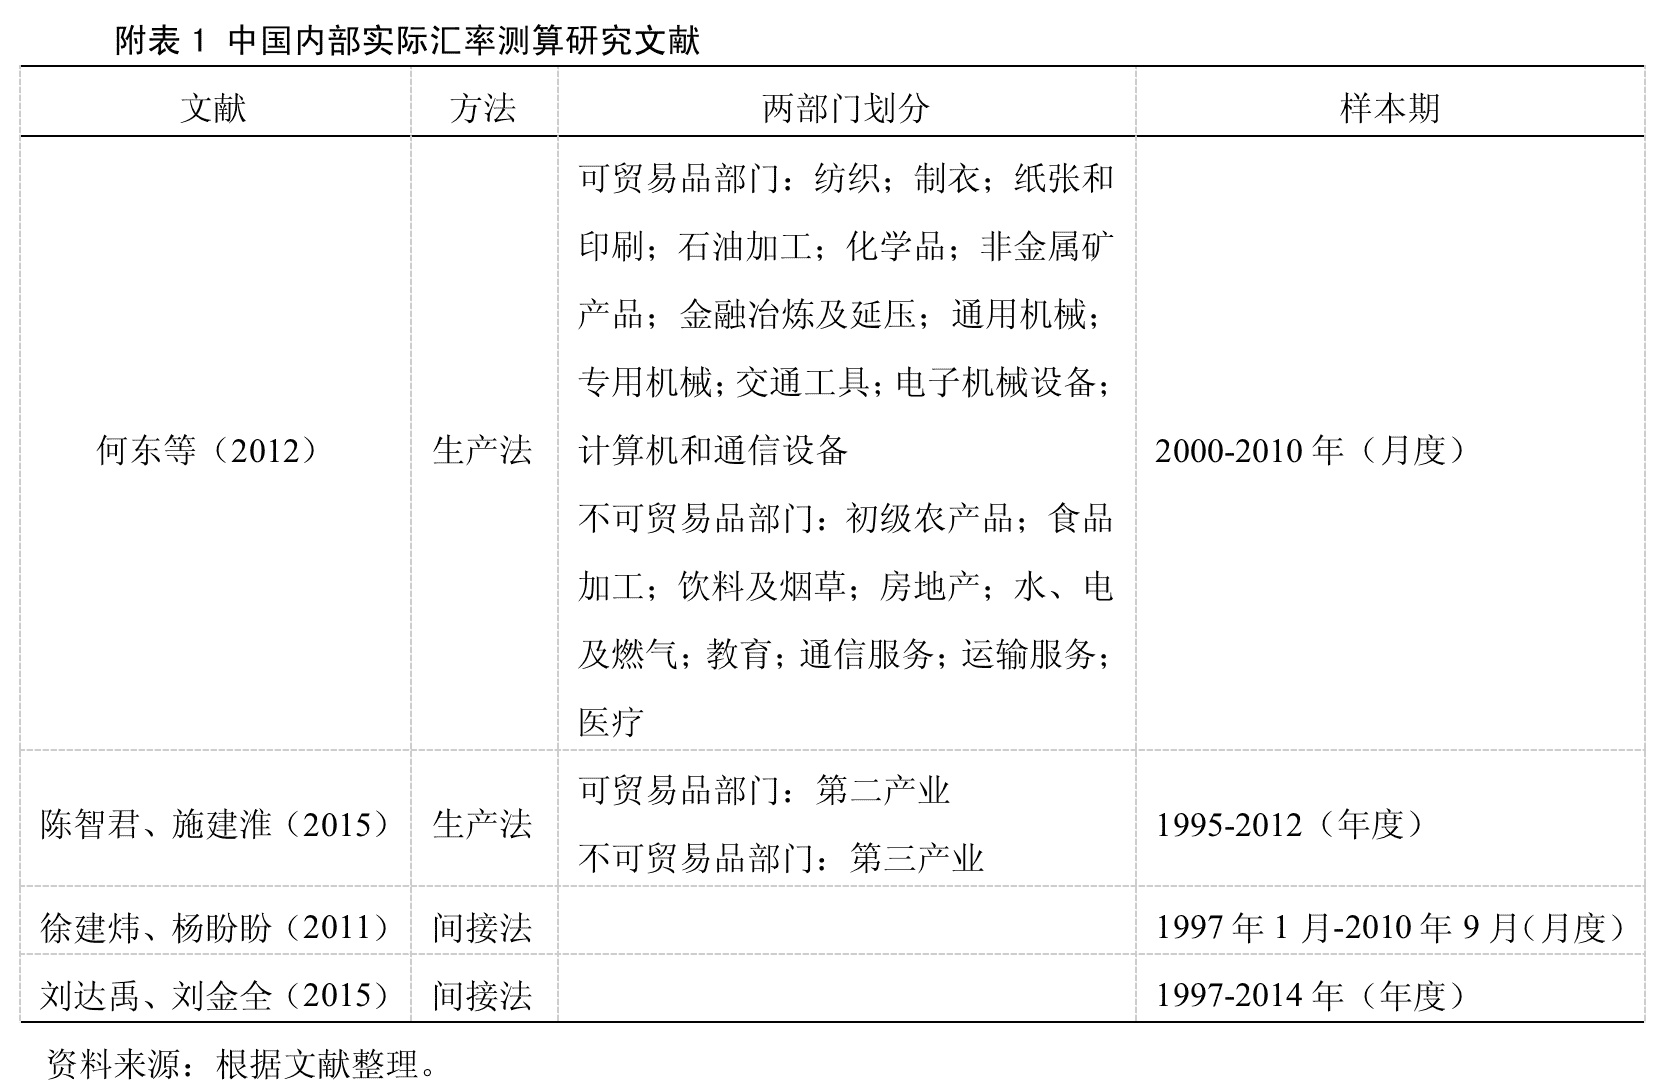 附表 1 中国内部实际汇率测算研究文献
文献 方法 两部门划分 样本期
可贸易品部门：纺织；制衣；纸张和
印刷；石油加工；化学品；非金属矿
产品；金融冶炼及延压；通用机械；
专用机械；交通工具；电子机械设备；
何东等（2012） 生产法 计算机和通信设备 2000-2010 年（月度）
不可贸易品部门：初级农产品；食品
加工；饮料及烟草；房地产；水、电
及燃气；教育；通信服务；运输服务；
医疗
可贸易品部门：第二产业
陈智君、施建淮（2015） 生产法 1995-2012（年度）
不可贸易品部门：第三产业
徐建炜、杨盼盼（2011） 间接法 1997 年 1 月-2010 年 9 月（月度）
刘达禹、刘金全（2015） 间接法 1997-2014 年（年度）
资料来源：根据文献整理。